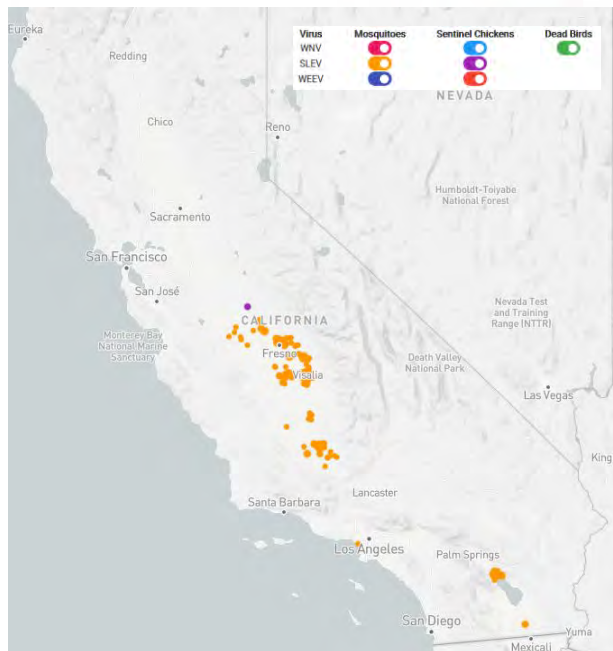 Eureka
Redding
Virus Mosquitoes Sentinel Chickens Dead Birds
WNV
SLEV
WEEV
NEVADA
Chico
Reno
Humboldt-Toiyabe
National Forest
Sacramento
San Francisco
San José
Nevada Test
and Training
Range (NTTR)
CALIFORNIA
Monterey Bay
National Marine
Sanctuary
Fresno
Death Valley
National Park
Visalia
Las Vegas
King
Santa Barbara
Lancaster
Los Angeles
Palm Springs
San Diego
Yuma
Mexicali